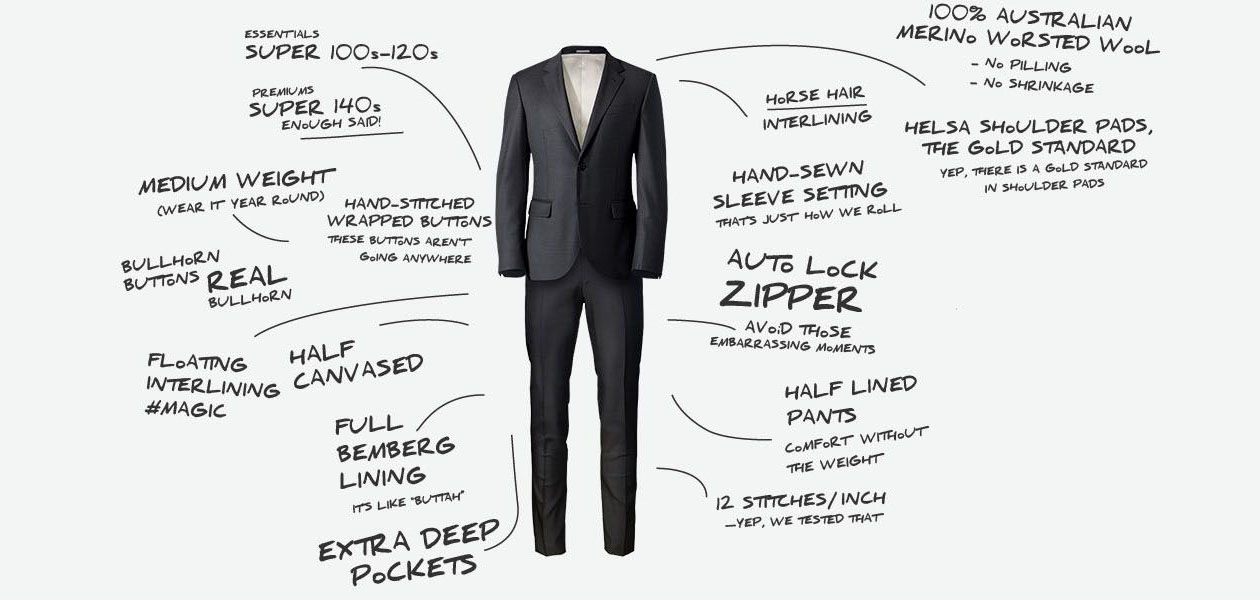 ESSENTIALS
SUPER 100s-120s
PREMIUMS
SUPER 140s
ENOUGH SAID!
MEDIUM WEIGHT
(WEAR IT YEAR ROUND)
HAND-STITCHED
WRAPPED BUTTONS
THESE BUTTONS AREN'T
GOING ANYWHERE
BULLHORN
BUTTONS
REAL
BULLHORN
FLOATING
INTERLINING
#MAGIC
HALF
CANVASED
FULL
BEMBERG
LINING
IT'S LIKE "BUTTAH"
EXTRA DEEP
POCKETS
100% AUSTRALIAN
MERINO WORSTED WOOL
- NO PILLING
- NO SHRINKAGE
HORSE HAIR
INTERLINING
HELSA SHOULDER PADS,
THE GOLD STANDARD
YEP, THERE IS A GOLD STANDARD
IN SHOULDER PADS
HAND-SEWN
SLEEVE SETTING
THAT'S JUST HOW WE ROLL
AUTO LOCK
ZIPPER
AVOID THOSE
EMBARRASSING MOMENTS
HALF LINED
PANTS
COMFORT WITHOUT
THE WEIGHT
12 STITCHES/INCH
-YEP, WE TESTED THAT